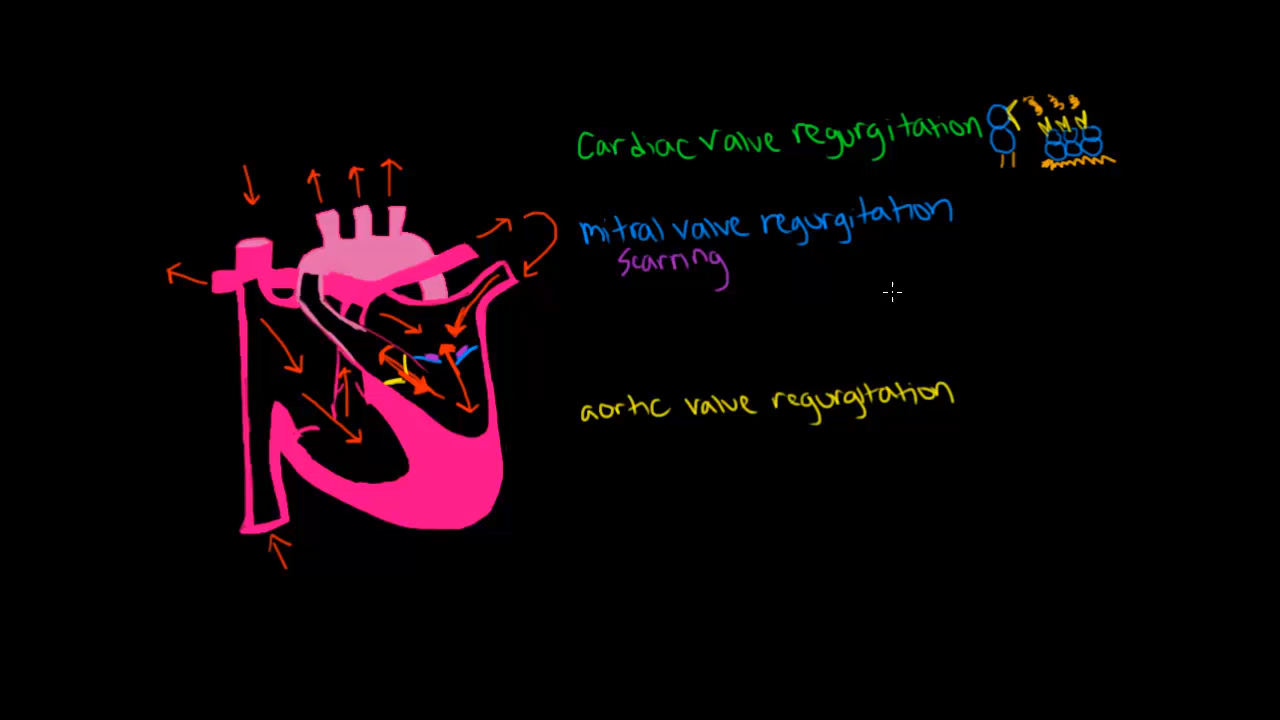 Cardiac valve regurgitation
mitral valve regurgitation
scarring
aortic valve regurgitation